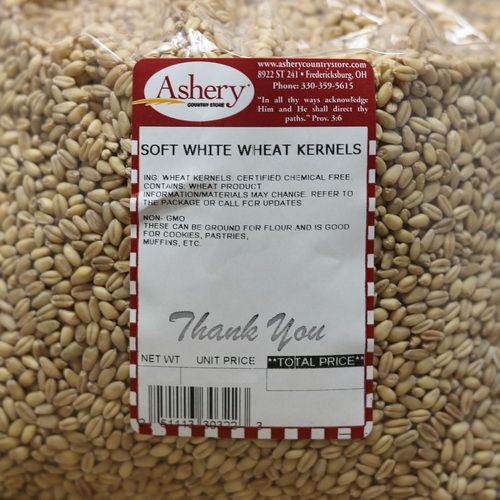 Ashery
COUNTRY STORE
www.asherycountrystore.com
8922 ST 241 • Fredericksburg, OH
Phone: 330-359-5615
"In all thy ways acknowledge
Him and He shall direct thy
paths." Prov. 3:6
SOFT WHITE WHEAT KERNELS
ING: WHEAT KERNELS. CERTIFIED CHEMICAL FREE.
CONTAINS: WHEAT PRODUCT
INFORMATION/MATERIALS MAY CHANGE. REFER TO
THE PACKAGE OR CALL FOR UPDATES.
NON- GMO
THESE CAN BE GROUND FOR FLOUR AND IS GOOD
FOR COOKIES, PASTRIES,
MUFFINS, ETC.
Thank You
NET WT UNIT PRICE **TOTAL PRICE**